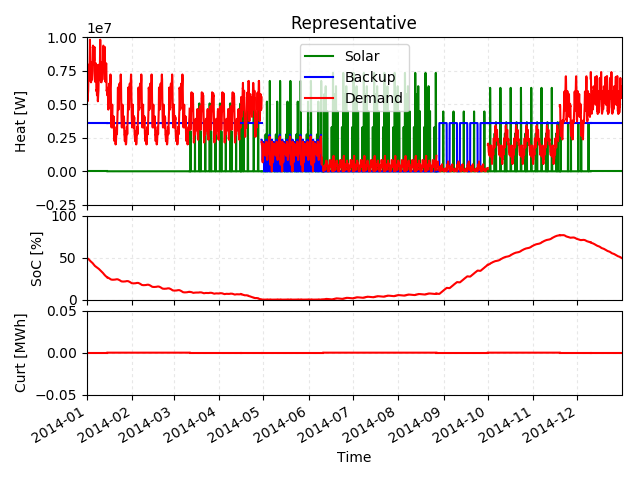 Representative
1e7
1.00
0.75
0.50
0.25
0.00
−0.25
Heat [W]
Solar
Backup
Demand
100
50
0
SoC [%]
0.05
0.00
−0.05
Curt [MWh]
2014-01
2014-02
2014-03
2014-04
2014-05
2014-06
2014-07
2014-08
2014-09
2014-10
2014-11
2014-12
Time